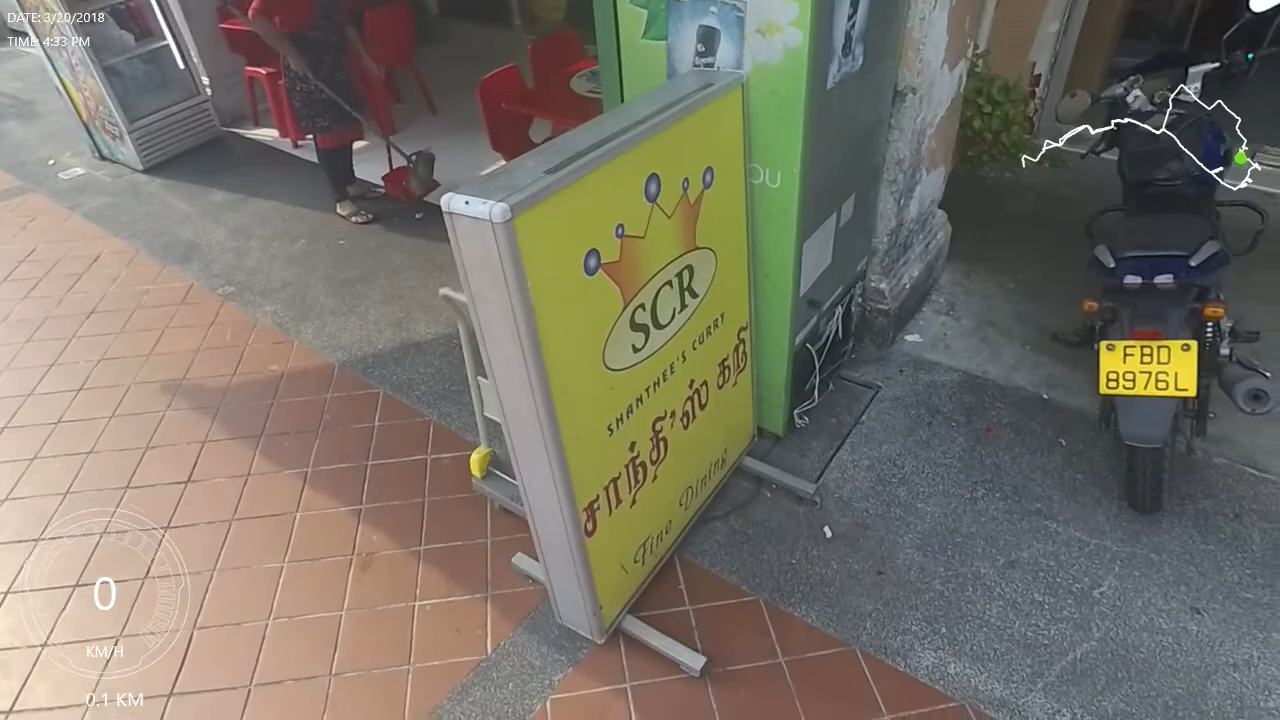 DATE: 3/20/2018
TIME: 4:33 PM
SCR
SHANTHEE'S CURRY
சாந்தி'ஸ் கறி
Fine Dining
OU
FBD
8976L
0
KM/H
0.1 KM